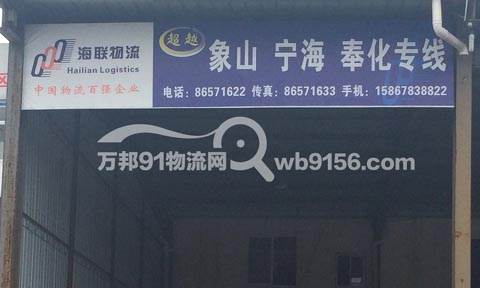 海联物流
Hailian Logistics
中国物流百强企业
超越
象山 宁海 奉化专线
电话：86571622 传真：86571633 手机：15867838822
万邦91物流网 wb9156.com